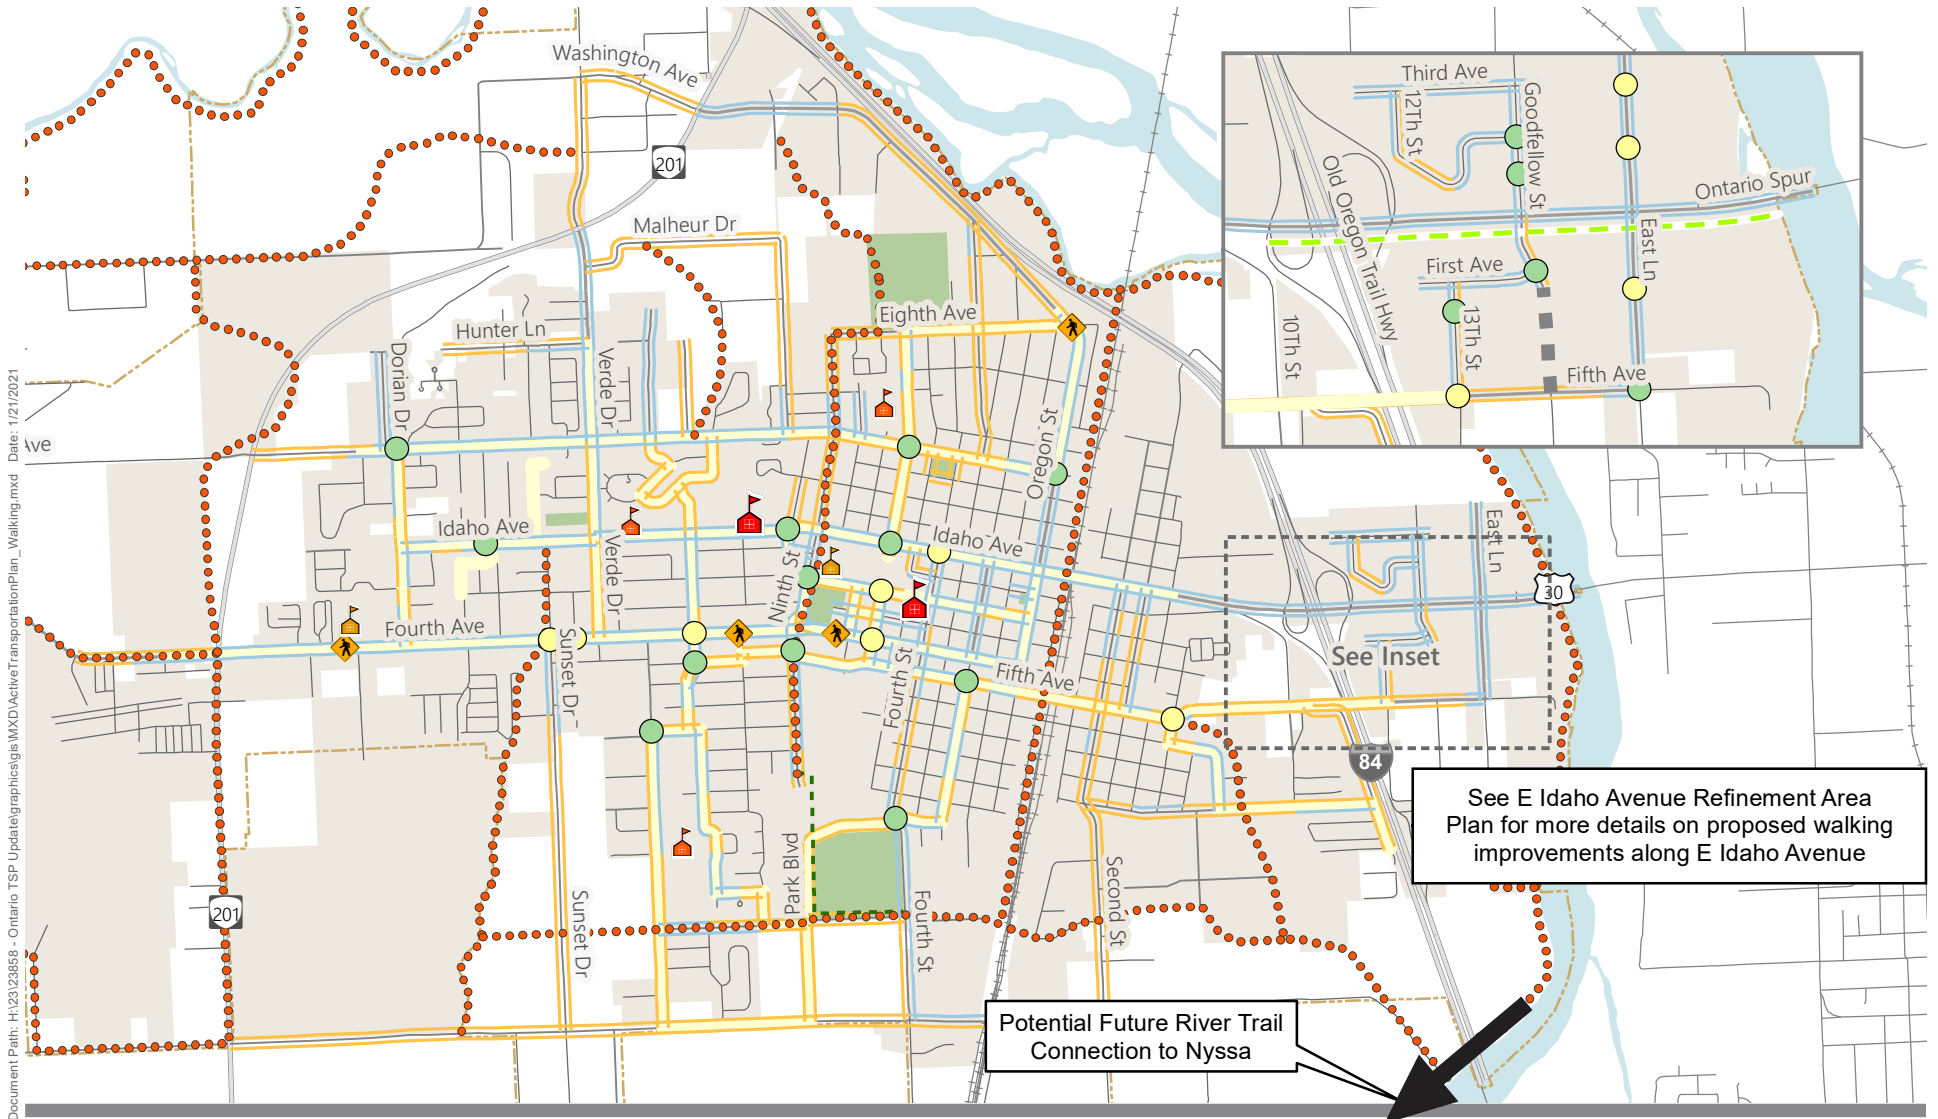 Washington Ave
201
Malheur Dr
Hunter Ln
Eighth Ave
Dorian Dr
Verde Dr
Ave
Oregon St
Idaho Ave
Idaho Ave
Verde Dr
Ninth St
Fourth Ave
Sunset Dr
Fourth St
Fifth Ave
East Ln
30
See Inset
84
Park Blvd
Second St
201
Sunset Dr
Fourth St
Third Ave
12Th St
Goodfellow St
Old Oregon Trail Hwy
Ontario Spur
East Ln
First Ave
10Th St
13Th St
Fifth Ave
See E Idaho Avenue Refinement Area
Plan for more details on proposed walking
improvements along E Idaho Avenue
Potential Future River Trail
Connection to Nyssa
Document Path: H:\23\23858 - Ontario TSP Update\graphics\gis\MXD\ActiveTransportationPlan_Walking.mxd Date: 1/21/2021